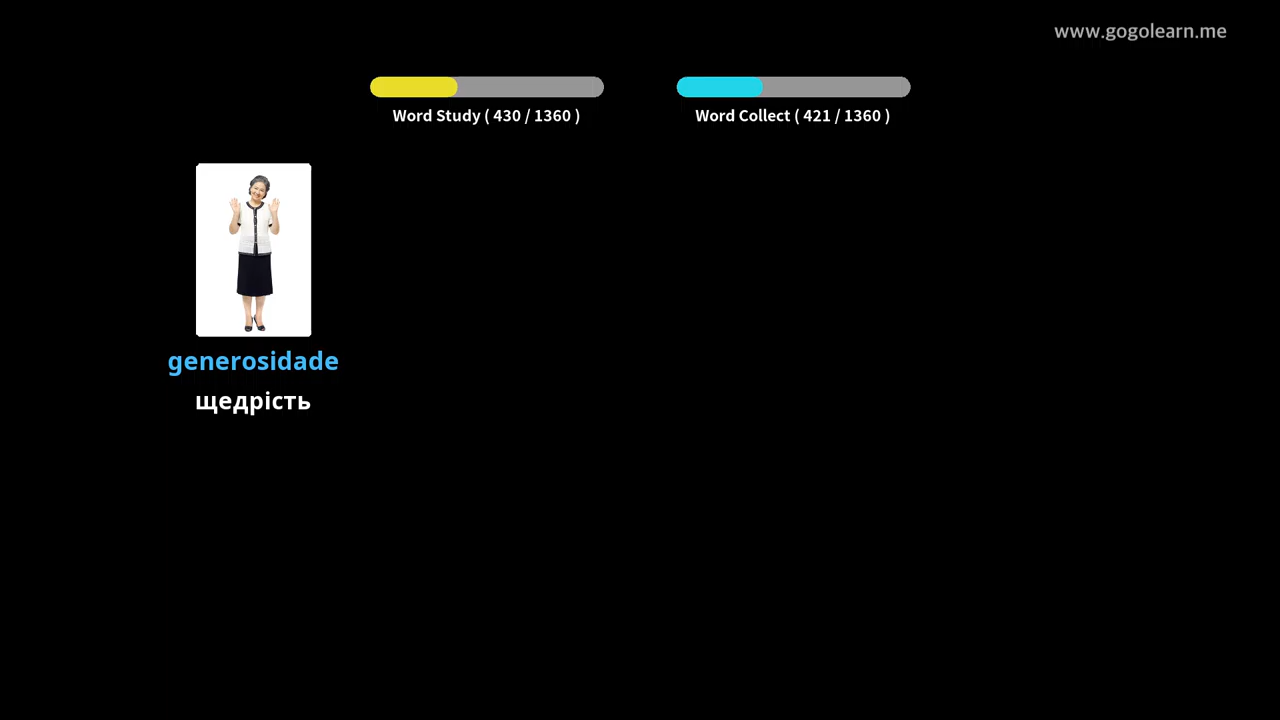 www.gogolearn.me
Word Study ( 430 / 1360 )
Word Collect ( 421 / 1360 )
generosidade
щедрість